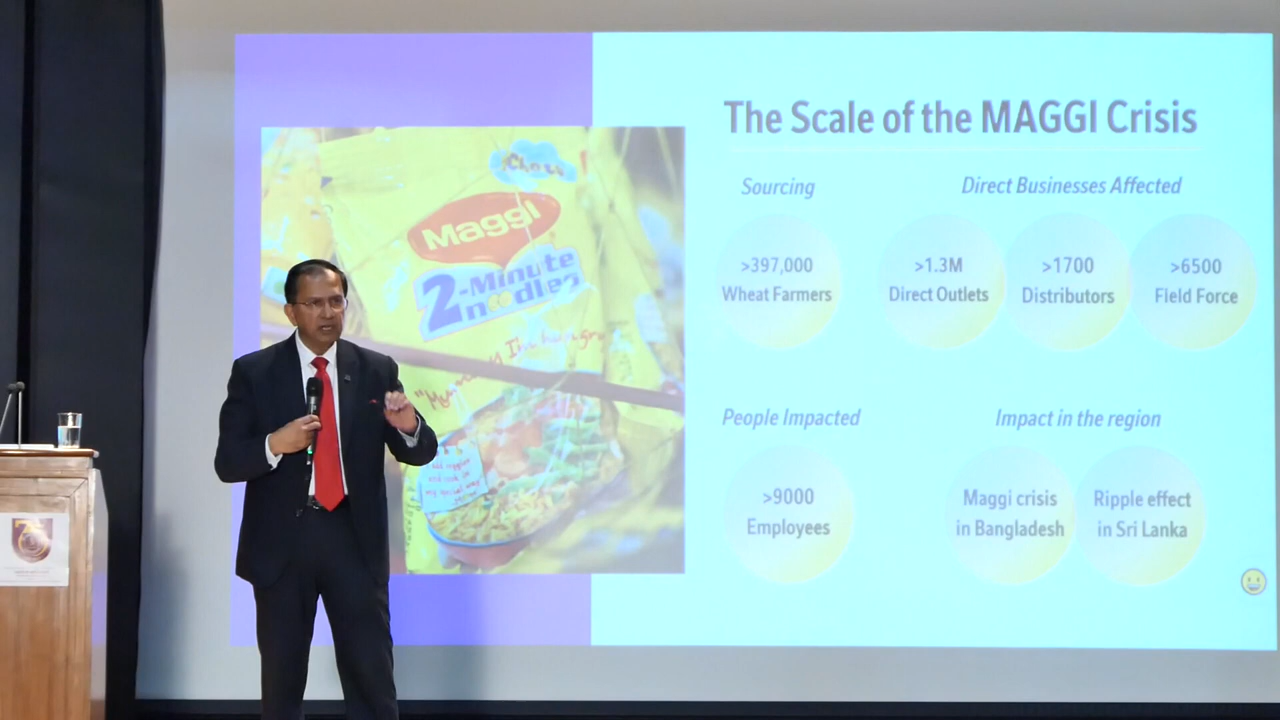 The Scale of the MAGGI Crisis
Sourcing
Direct Businesses Affected
>397,000
Wheat Farmers
>1.3M
Direct Outlets
>1700
Distributors
>6500
Field Force
People Impacted
Impact in the region
>9000
Employees
Maggi crisis
in Bangladesh
Ripple effect
in Sri Lanka
Maggi
2-Minute
noodles
75